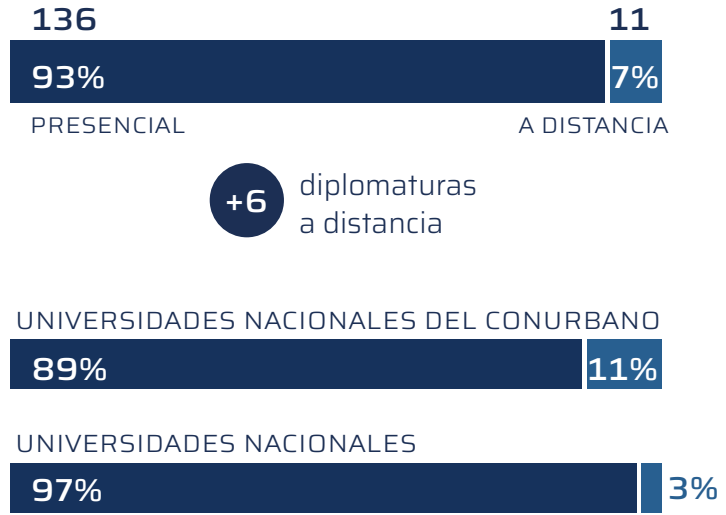 136 11
93% 7%
PRESENCIAL A DISTANCIA
+6 diplomaturas
a distancia
UNIVERSIDADES NACIONALES DEL CONURBANO
89% 11%
UNIVERSIDADES NACIONALES
97% 3%